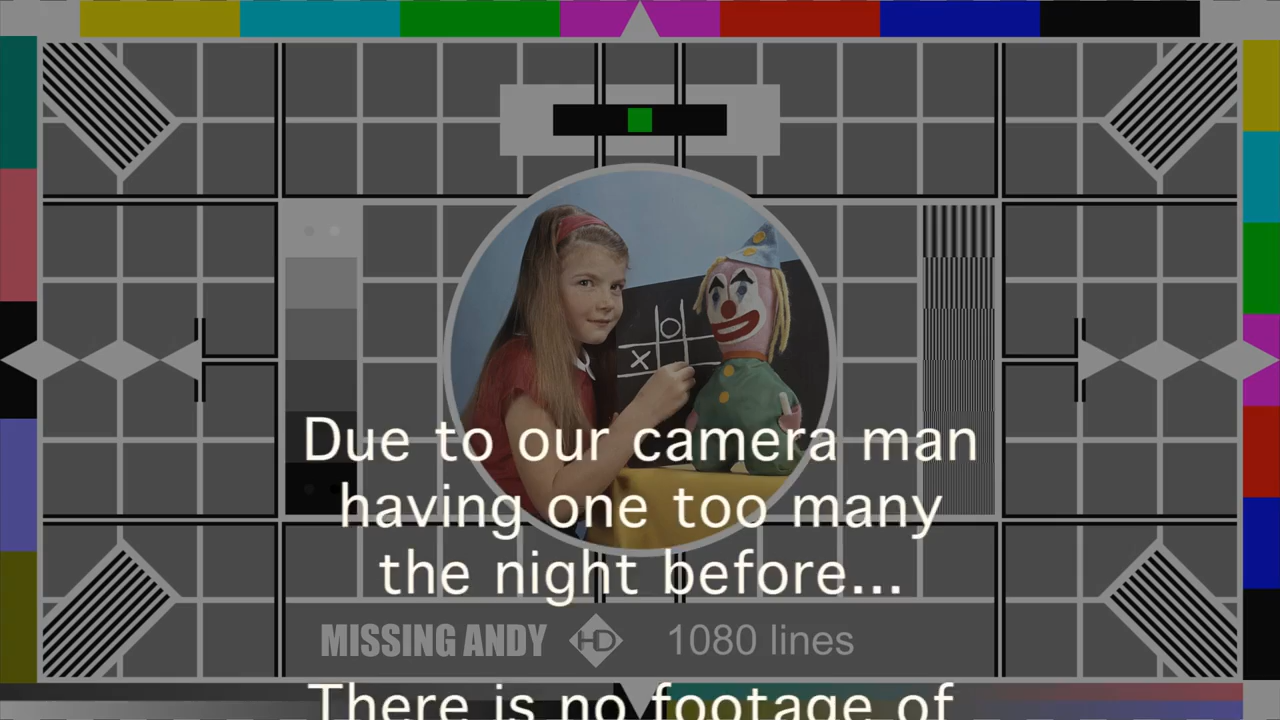 Due to our camera man
having one too many
the night before...
MISSING ANDY HD 1080 lines
There is no footage of